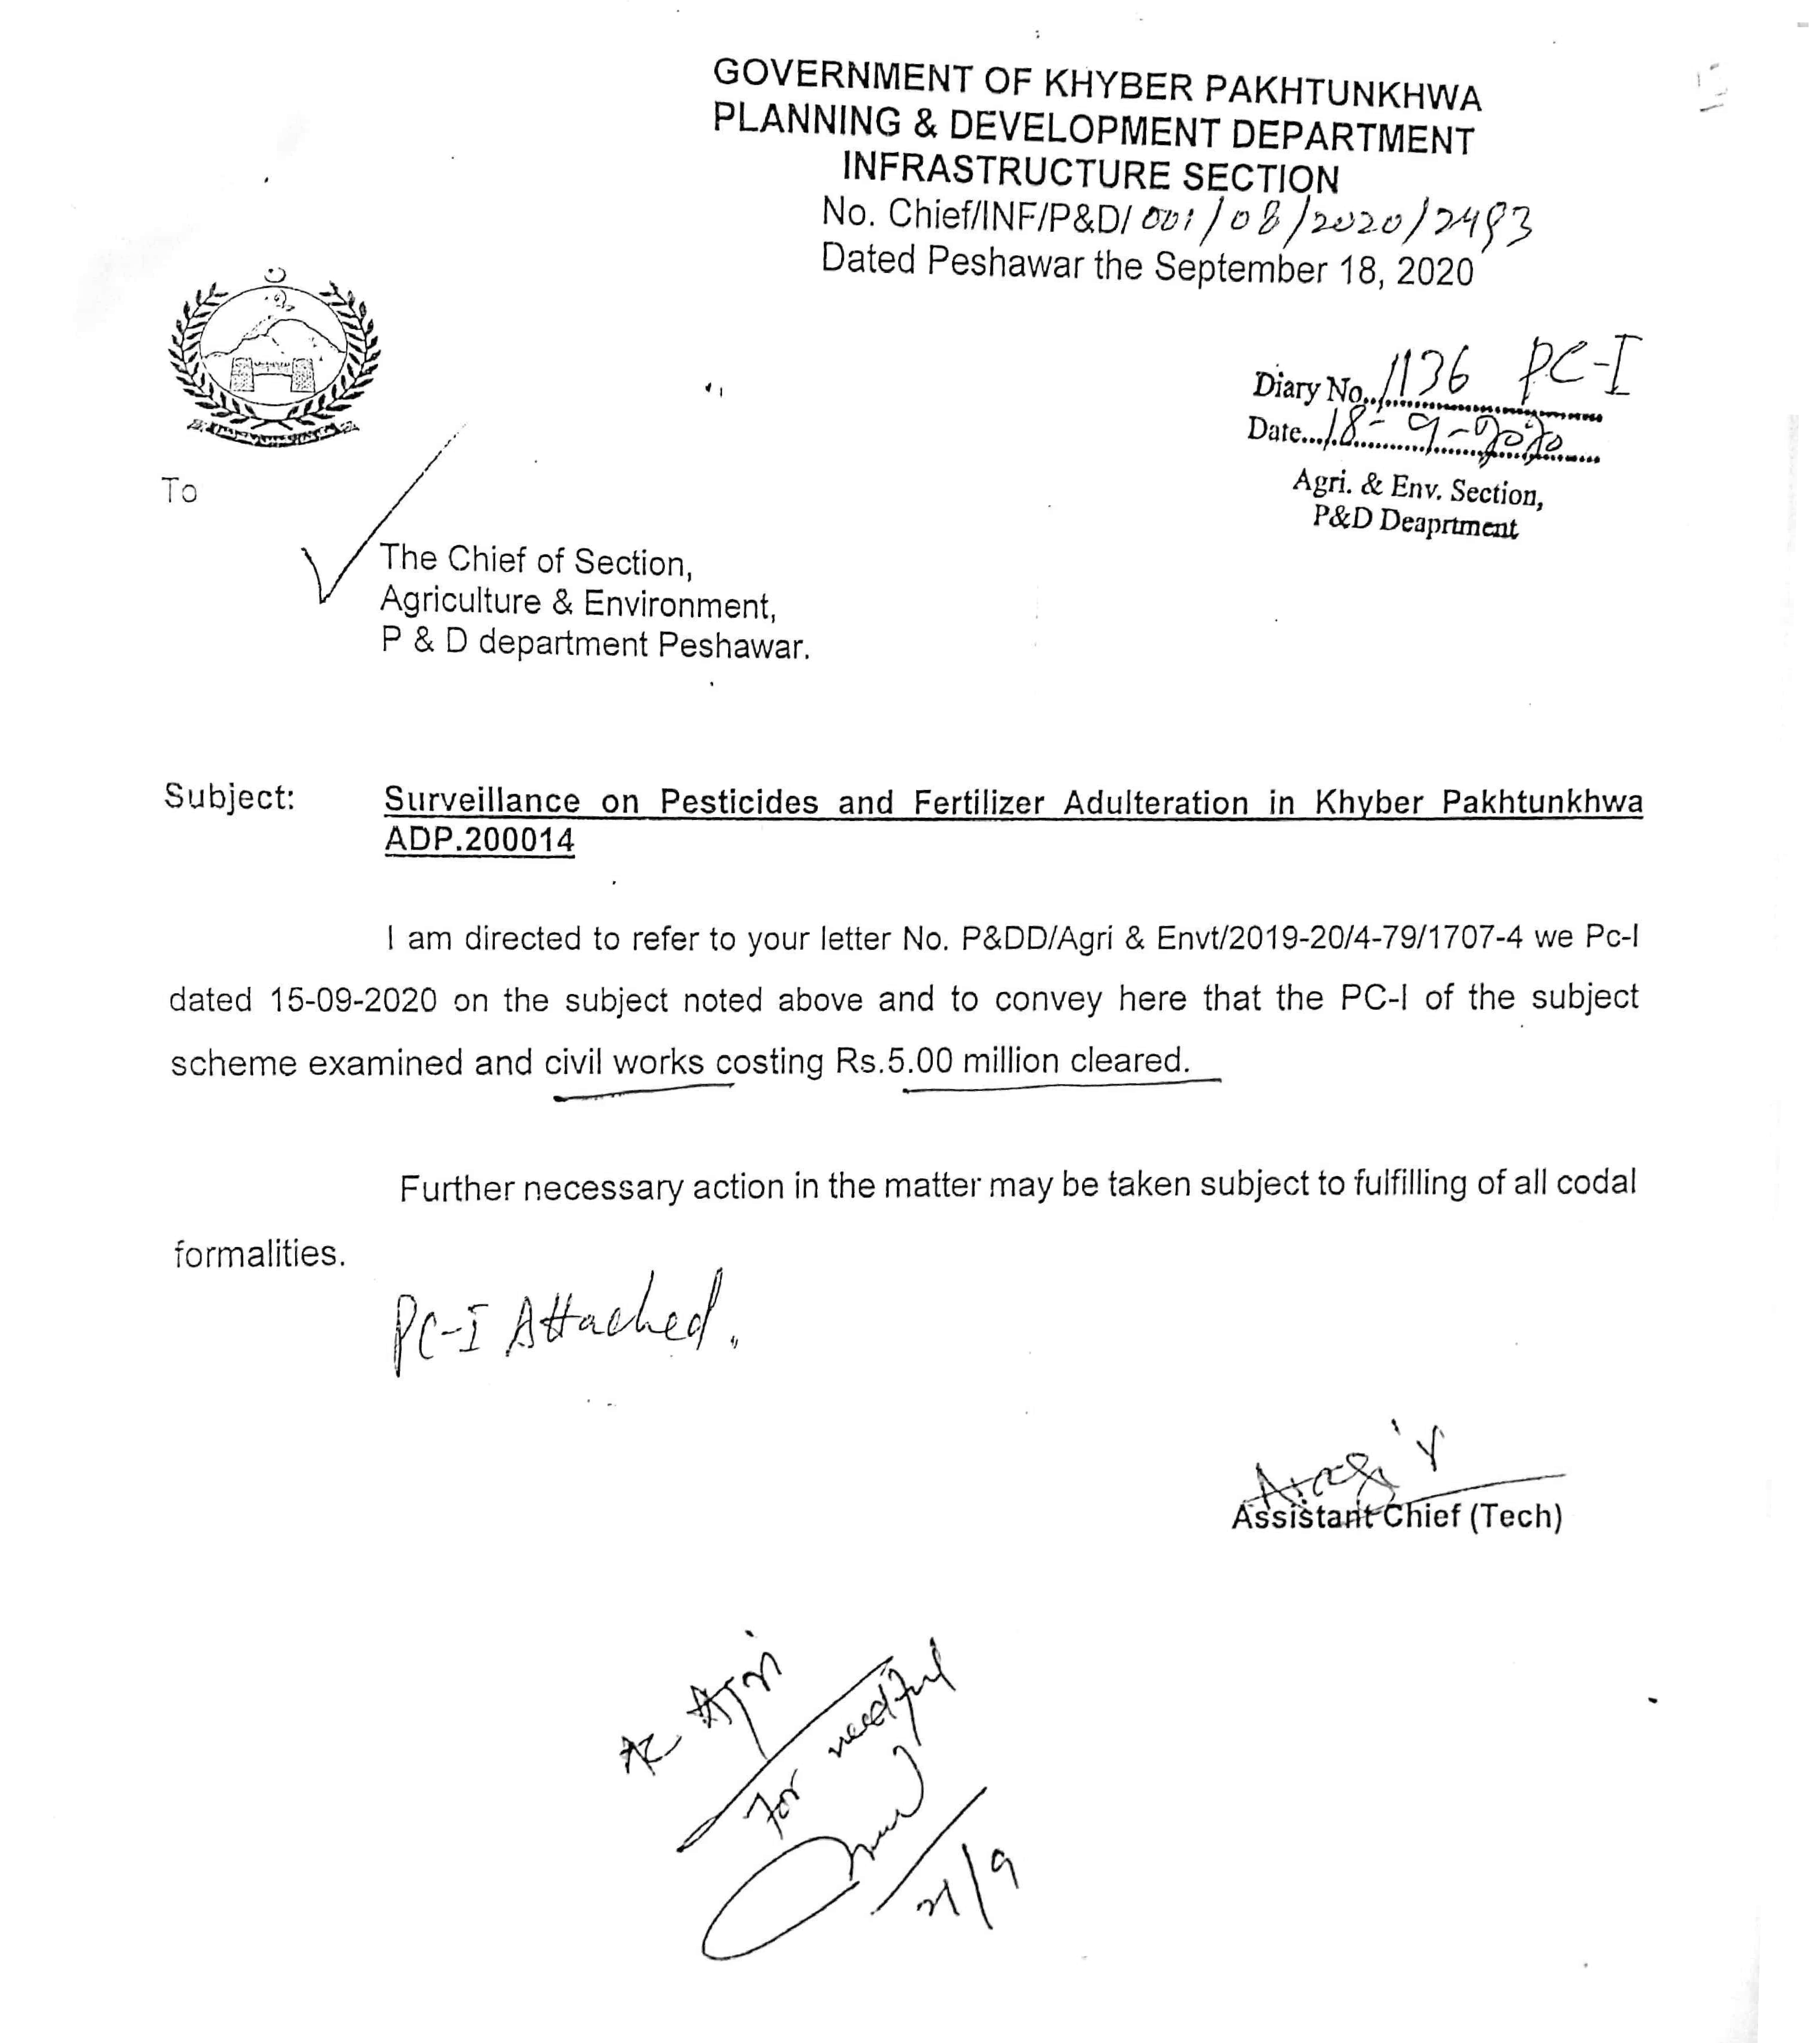 GOVERNMENT OF KHYBER PAKHTUNKHWA
PLANNING & DEVELOPMENT DEPARTMENT
INFRASTRUCTURE SECTION
No. Chief/INF/P&D/ 001/08/2020/2493
Dated Peshawar the September 18, 2020
Diary No. 1136 PC-I
Date... 18-9-2020
Agri. & Env. Section,
P&D Deaprtment
To
The Chief of Section,
Agriculture & Environment,
P & D department Peshawar.
Subject: Surveillance on Pesticides and Fertilizer Adulteration in Khyber Pakhtunkhwa
ADP.200014
I am directed to refer to your letter No. P&DD/Agri & Envt/2019-20/4-79/1707-4 we Pc-I
dated 15-09-2020 on the subject noted above and to convey here that the PC-I of the subject
scheme examined and civil works costing Rs.5.00 million cleared.
Further necessary action in the matter may be taken subject to fulfilling of all codal
formalities.
PC-I Attached.
Assistant Chief (Tech)
AC Agri
For needful
21/9